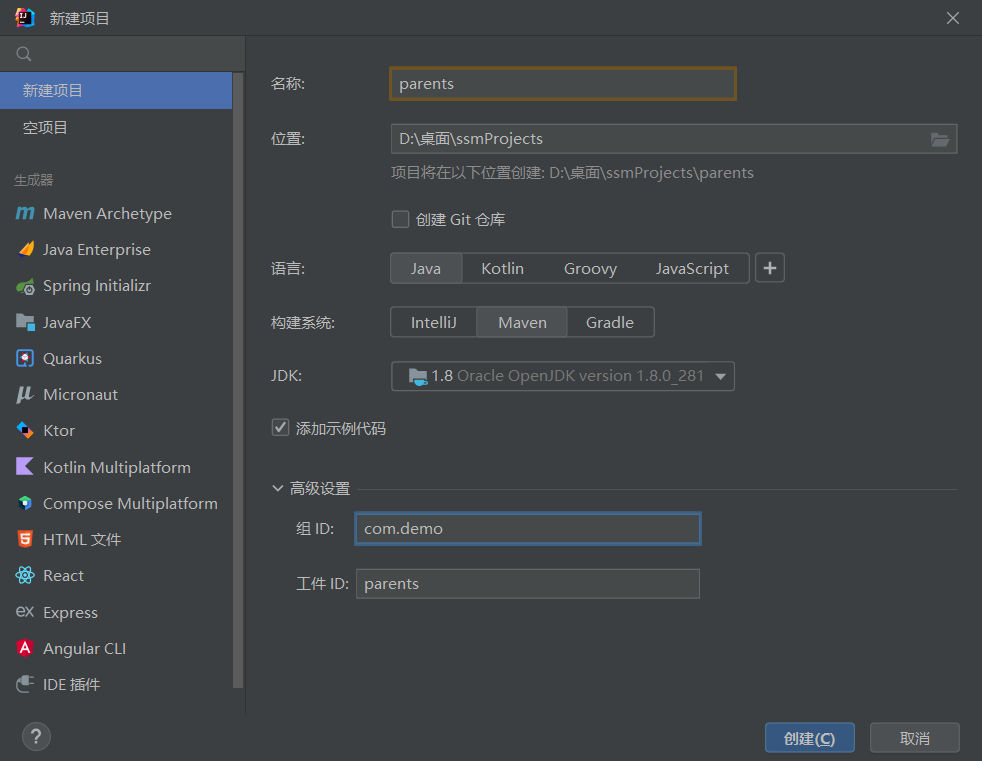 新建项目
新建项目
空项目
生成器
Maven Archetype
Java Enterprise
Spring Initializr
JavaFX
Quarkus
Micronaut
Ktor
Kotlin Multiplatform
Compose Multiplatform
HTML 文件
React
Express
Angular CLI
IDE 插件
名称: parents
位置: D:\桌面\ssmProjects
项目将在以下位置创建: D:\桌面\ssmProjects\parents
创建 Git 仓库
语言: Java Kotlin Groovy JavaScript +
构建系统: IntelliJ Maven Gradle
JDK: 1.8 Oracle OpenJDK version 1.8.0_281
添加示例代码
高级设置
组 ID: com.demo
工件 ID: parents
? 创建(C) 取消